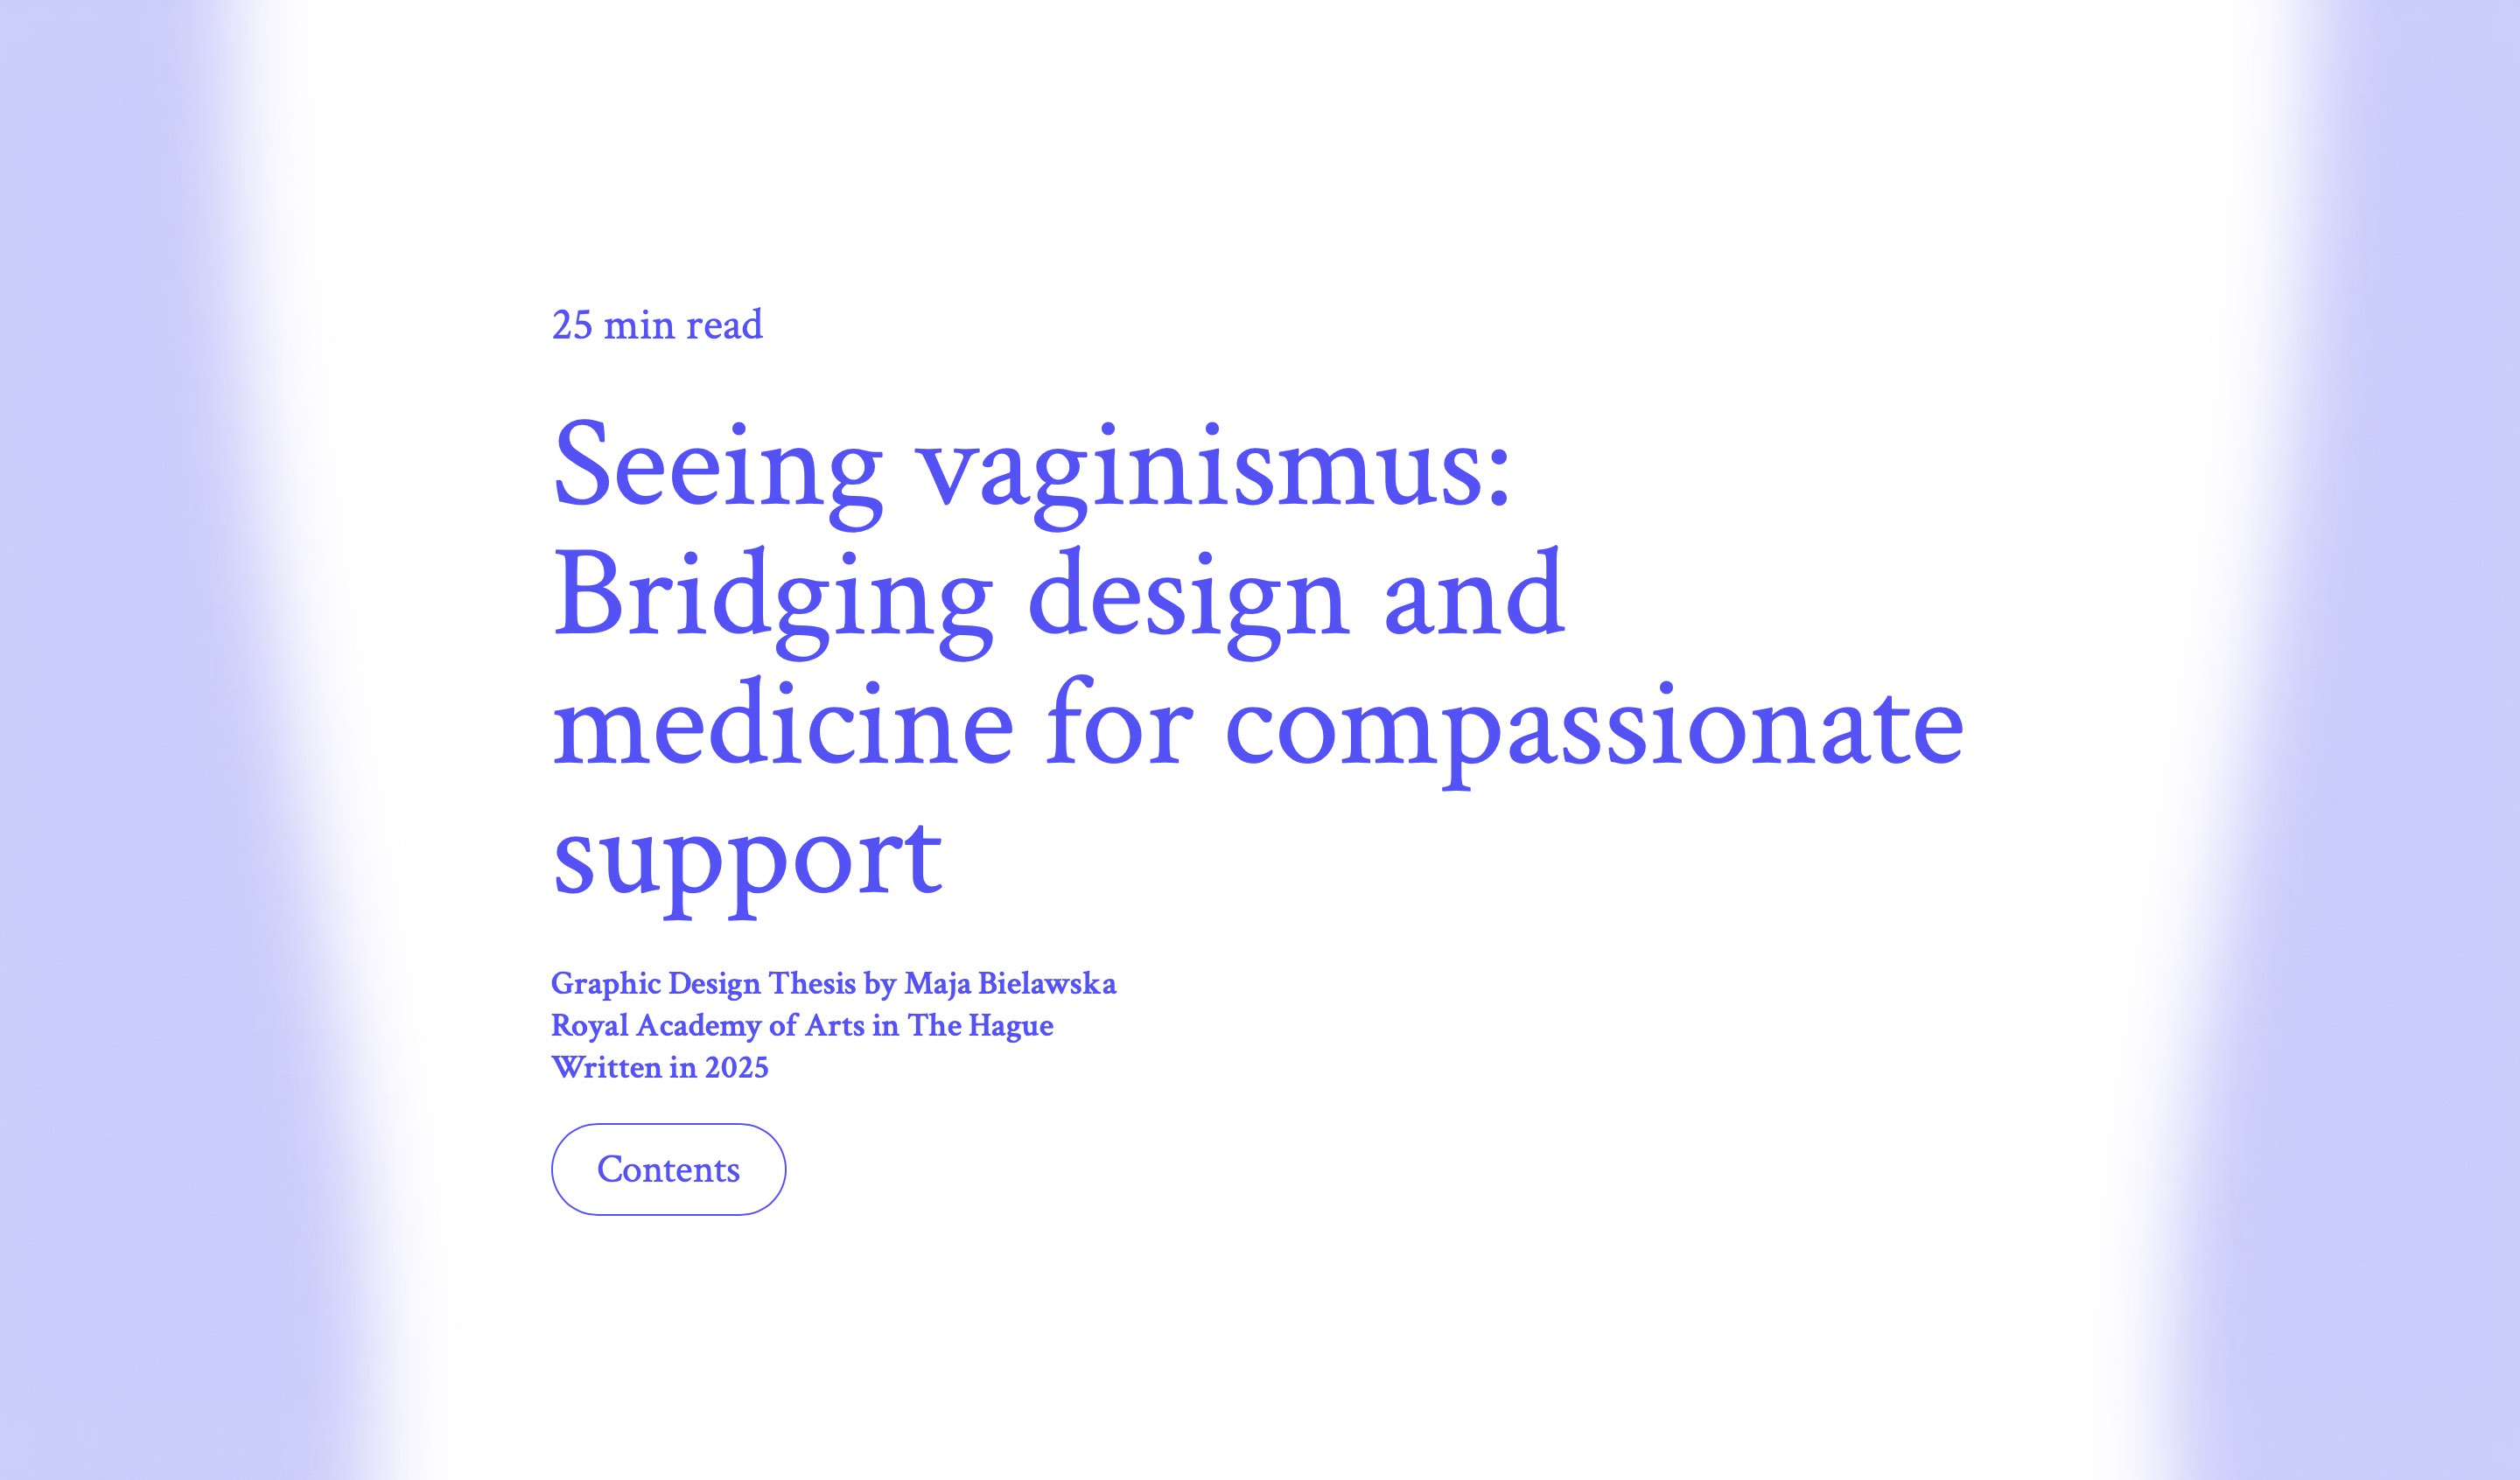 25 min read
Seeing vaginismus:
Bridging design and
medicine for compassionate
support
Graphic Design Thesis by Maja Bielawska
Royal Academy of Arts in The Hague
Written in 2025
Contents